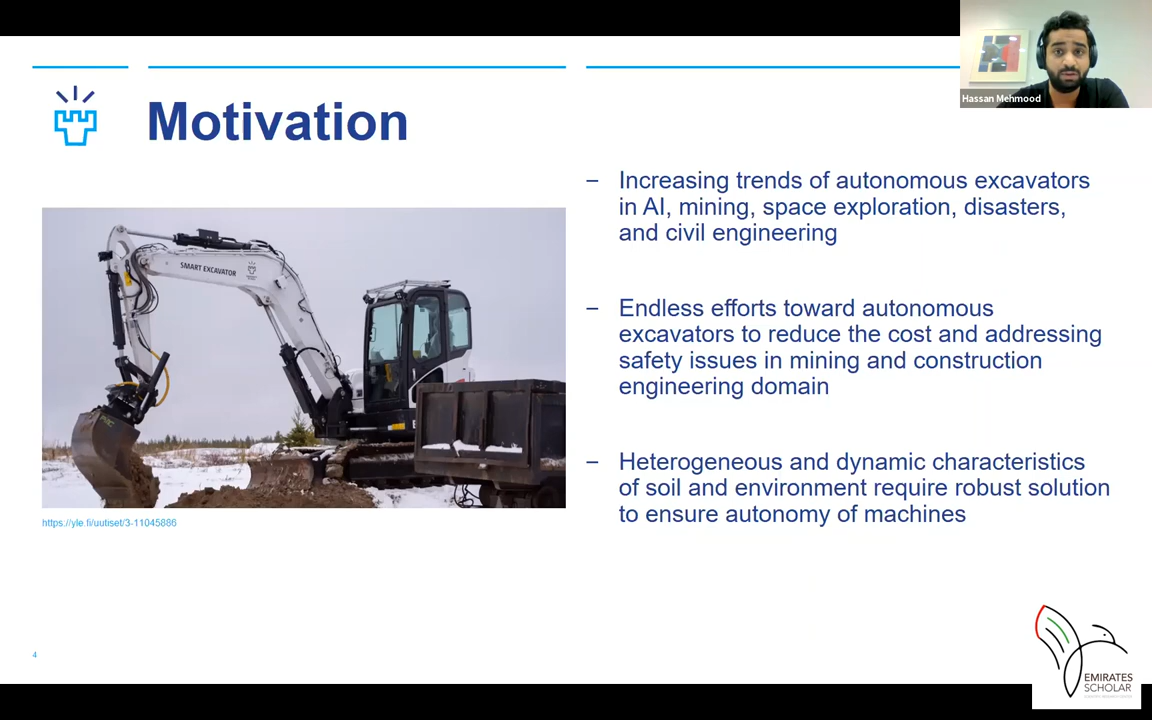 Hassan Mehmood
Motivation
– Increasing trends of autonomous excavators
in AI, mining, space exploration, disasters,
and civil engineering
SMART EXCAVATOR
– Endless efforts toward autonomous
excavators to reduce the cost and addressing
safety issues in mining and construction
engineering domain
– Heterogeneous and dynamic characteristics
of soil and environment require robust solution
to ensure autonomy of machines
https://yle.fi/uutiset/3-11045886
4
EMIRATES
SCHOLAR